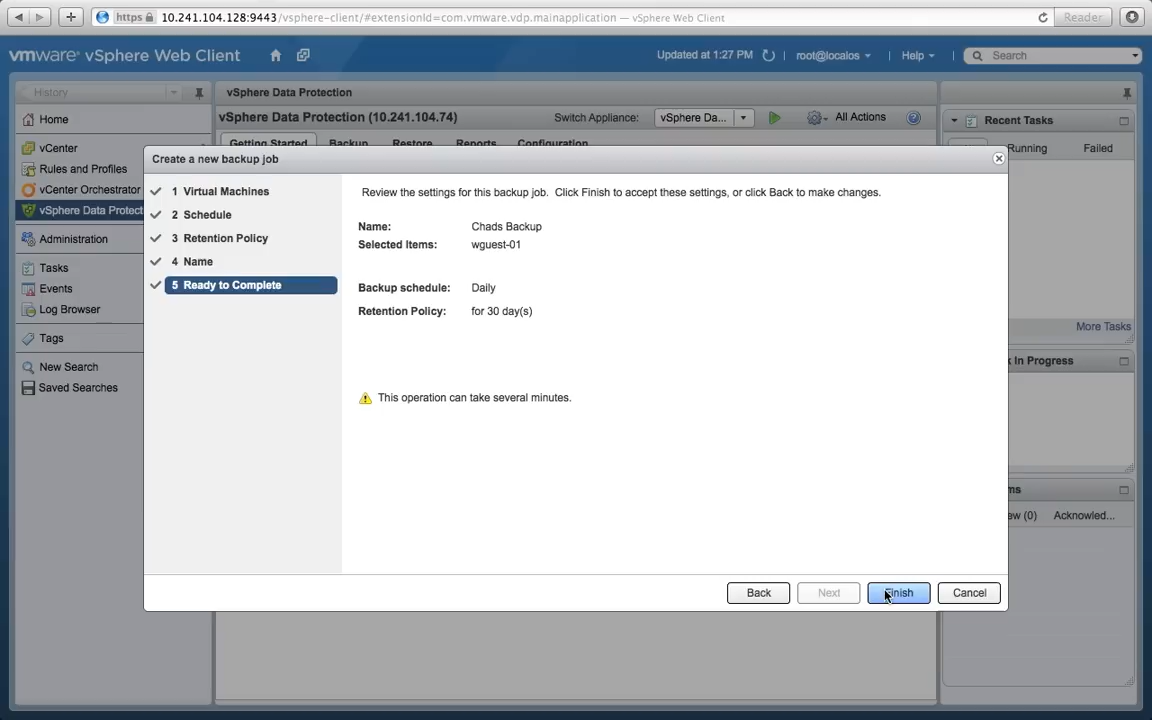 https 10.241.104.128:9443/vsphere-client/#extensionId=com.vmware.vdp.mainapplication — vSphere Web Client Reader
vmware vSphere Web Client Updated at 1:27 PM root@localos Help Search
History
Home
vCenter
Rules and Profiles
vCenter Orchestrator
vSphere Data Protect
Administration
Tasks
Events
Log Browser
Tags
New Search
Saved Searches
vSphere Data Protection
vSphere Data Protection (10.241.104.74) Switch Appliance: vSphere Da... All Actions
Getting Started Backup Restore Reports Configuration
Create a new backup job
1 Virtual Machines
2 Schedule
3 Retention Policy
4 Name
5 Ready to Complete
Review the settings for this backup job. Click Finish to accept these settings, or click Back to make changes.
Name: Chads Backup
Selected Items: wguest-01
Backup schedule: Daily
Retention Policy: for 30 day(s)
This operation can take several minutes.
Back Next Finish Cancel
Recent Tasks
Running Failed
More Tasks
In Progress
(0) Acknowled...